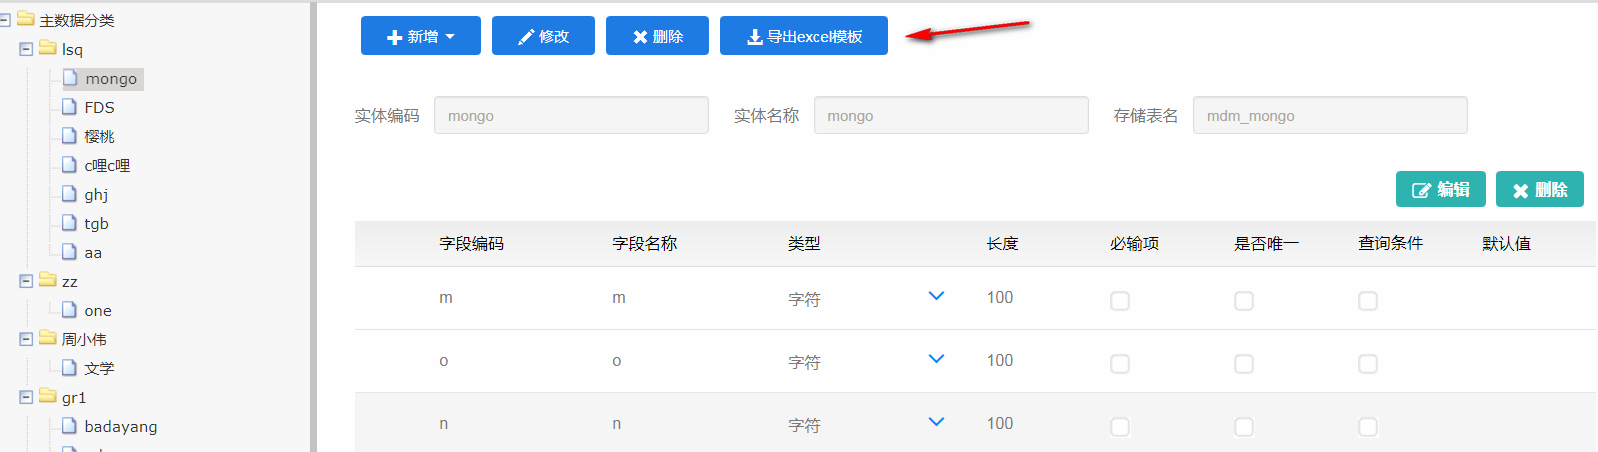 主数据分类
lsq
mongo
FDS
樱桃
c哩c哩
ghj
tgb
aa
zz
one
周小伟
文学
gr1
badayang
新增 修改 删除 导出excel模板
实体编码 mongo 实体名称 mongo 存储表名 mdm_mongo
编辑 删除
字段编码 字段名称 类型 长度 必输项 是否唯一 查询条件 默认值
m m 字符 100
o o 字符 100
n n 字符 100